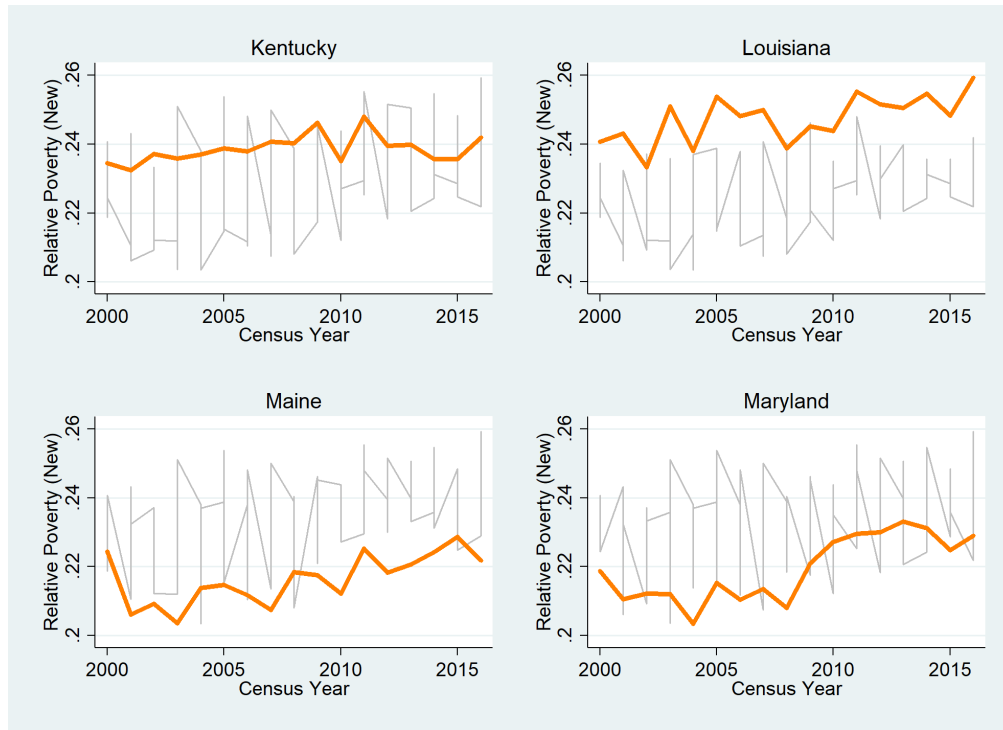 Kentucky
Relative Poverty (New)
.26
.24
.22
.2
2000 2005 2010 2015
Census Year
Louisiana
Relative Poverty (New)
.26
.24
.22
.2
2000 2005 2010 2015
Census Year
Maine
Relative Poverty (New)
.26
.24
.22
.2
2000 2005 2010 2015
Census Year
Maryland
Relative Poverty (New)
.26
.24
.22
.2
2000 2005 2010 2015
Census Year